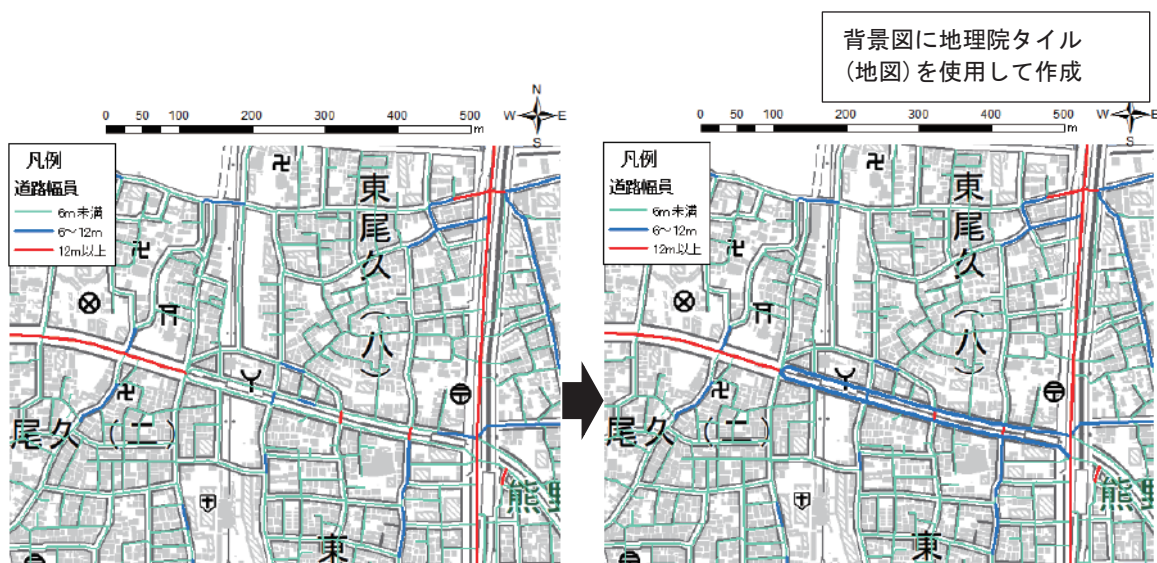 背景図に地理院タイル
(地図)を使用して作成
N
0 50 100 200 300 400 500
m
W E
S
凡例
道路幅員
6m未満
6～12m
12m以上
東尾久
(八)
尾久(二)
東
熊野
0 50 100 200 300 400 500
m
W E
S
凡例
道路幅員
6m未満
6～12m
12m以上
東尾久
(八)
尾久(二)
東
熊野